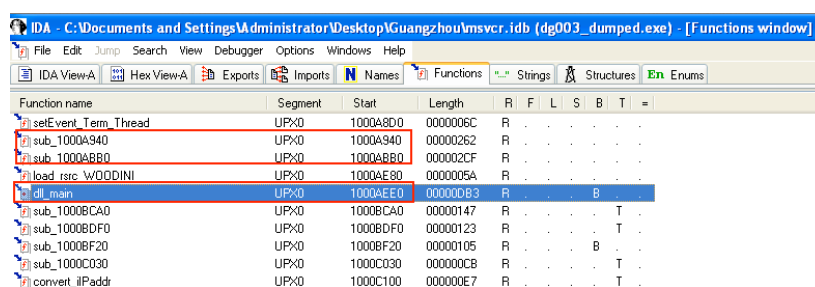 IDA - C:\Documents and Settings\Administrator\Desktop\Guangzhou\msvcr.idb (dg003_dumped.exe) - [Functions window]
File Edit Jump Search View Debugger Options Windows Help
IDA View-A Hex View-A Exports Imports N Names Functions "..." Strings Structures En Enums
Function name Segment Start Length R F L S B T =
setEvent_Term_Thread UPX0 1000A8D0 0000006C R . . . . . .
sub_1000A940 UPX0 1000A940 00000262 R . . . . . .
sub_1000ABB0 UPX0 1000ABB0 000002CF R . . . . . .
load_rsrc_WOODINI UPX0 1000AE80 0000005A R . . . . . .
dll_main UPX0 1000AEE0 00000DB3 R . . . B . .
sub_1000BCA0 UPX0 1000BCA0 00000147 R . . . . T .
sub_1000BDF0 UPX0 1000BDF0 00000123 R . . . . T .
sub_1000BF20 UPX0 1000BF20 00000105 R . . . B . .
sub_1000C030 UPX0 1000C030 000000CB R . . . . T .
convert_ilPaddr UPX0 1000C100 000000E7 R . . . . T .